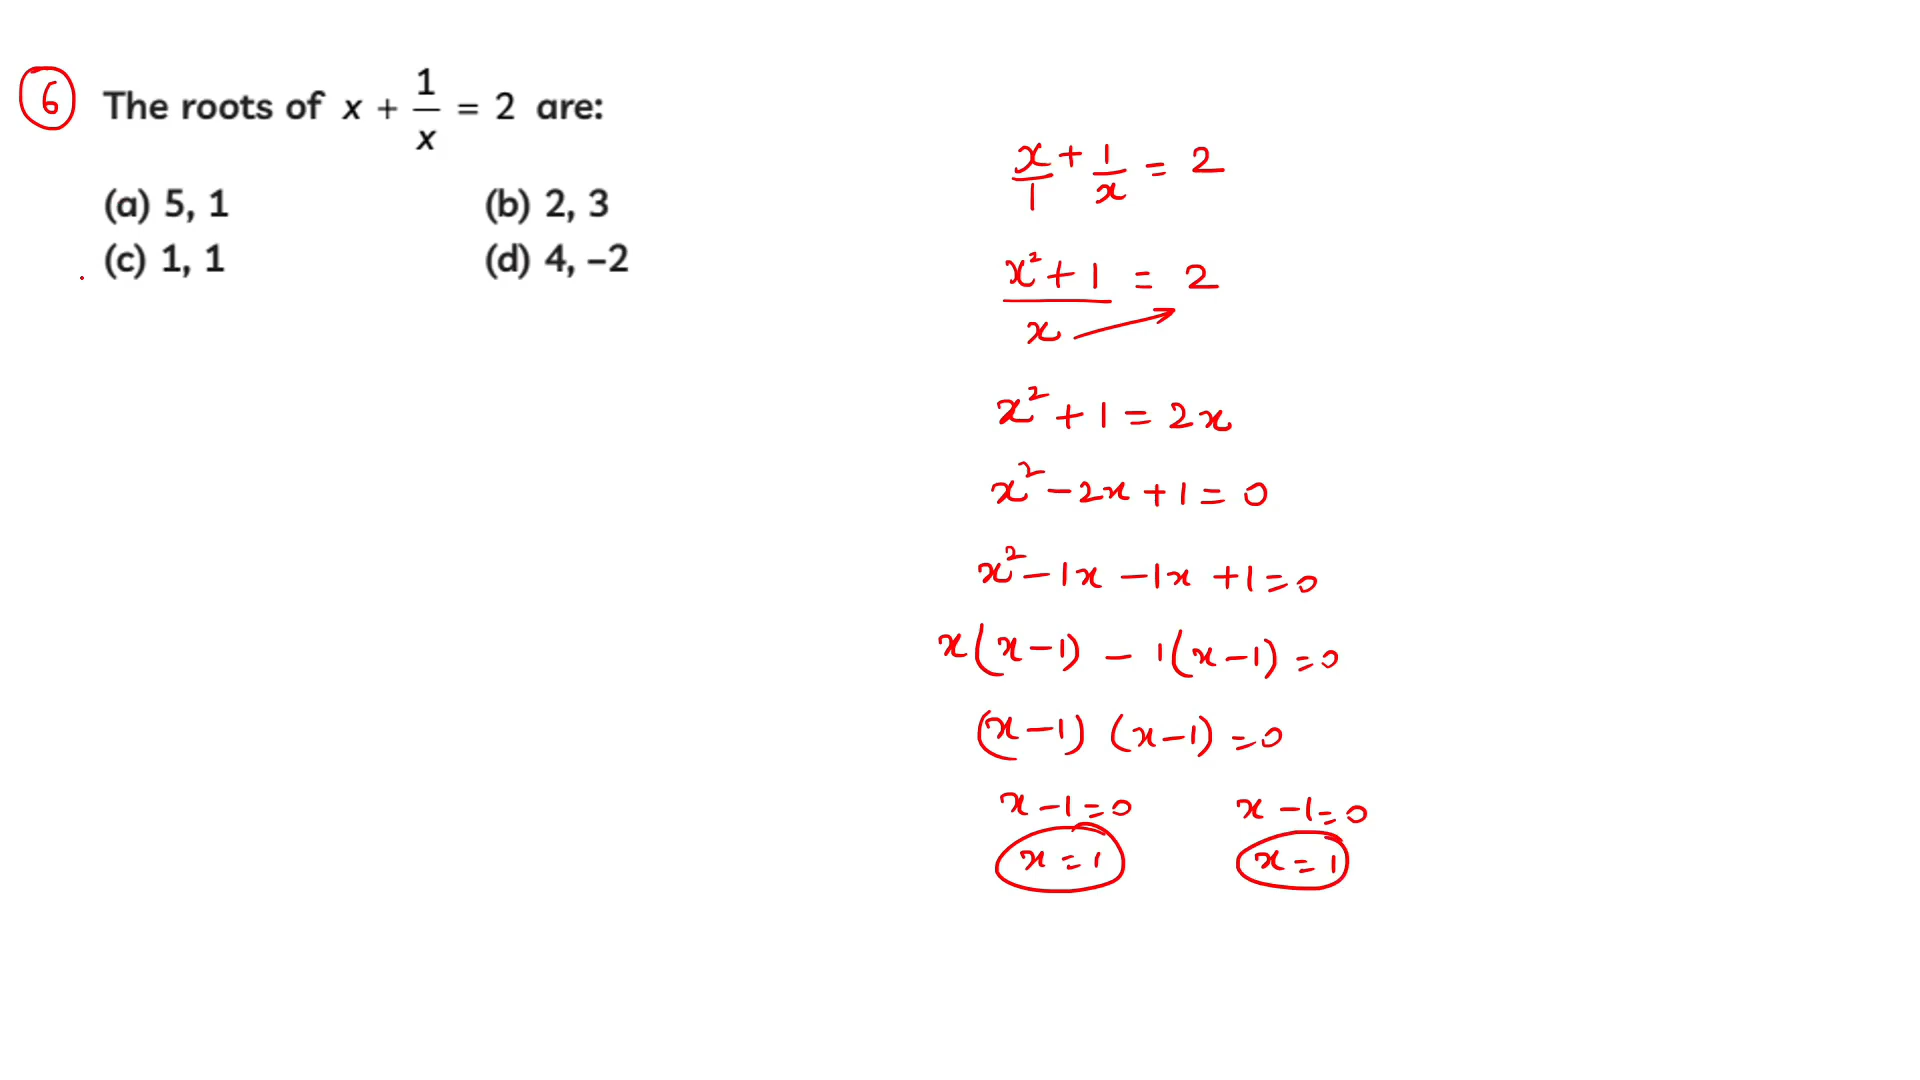 6 The roots of x + 1/x = 2 are:
(a) 5, 1 (b) 2, 3
(c) 1, 1 (d) 4, –2
x/1 + 1/x = 2
x² + 1 / x = 2
x² + 1 = 2x
x² - 2x + 1 = 0
x² - 1x - 1x + 1 = 0
x(x - 1) - 1(x - 1) = 0
(x - 1) (x - 1) = 0
x - 1 = 0 x - 1 = 0
x = 1 x = 1